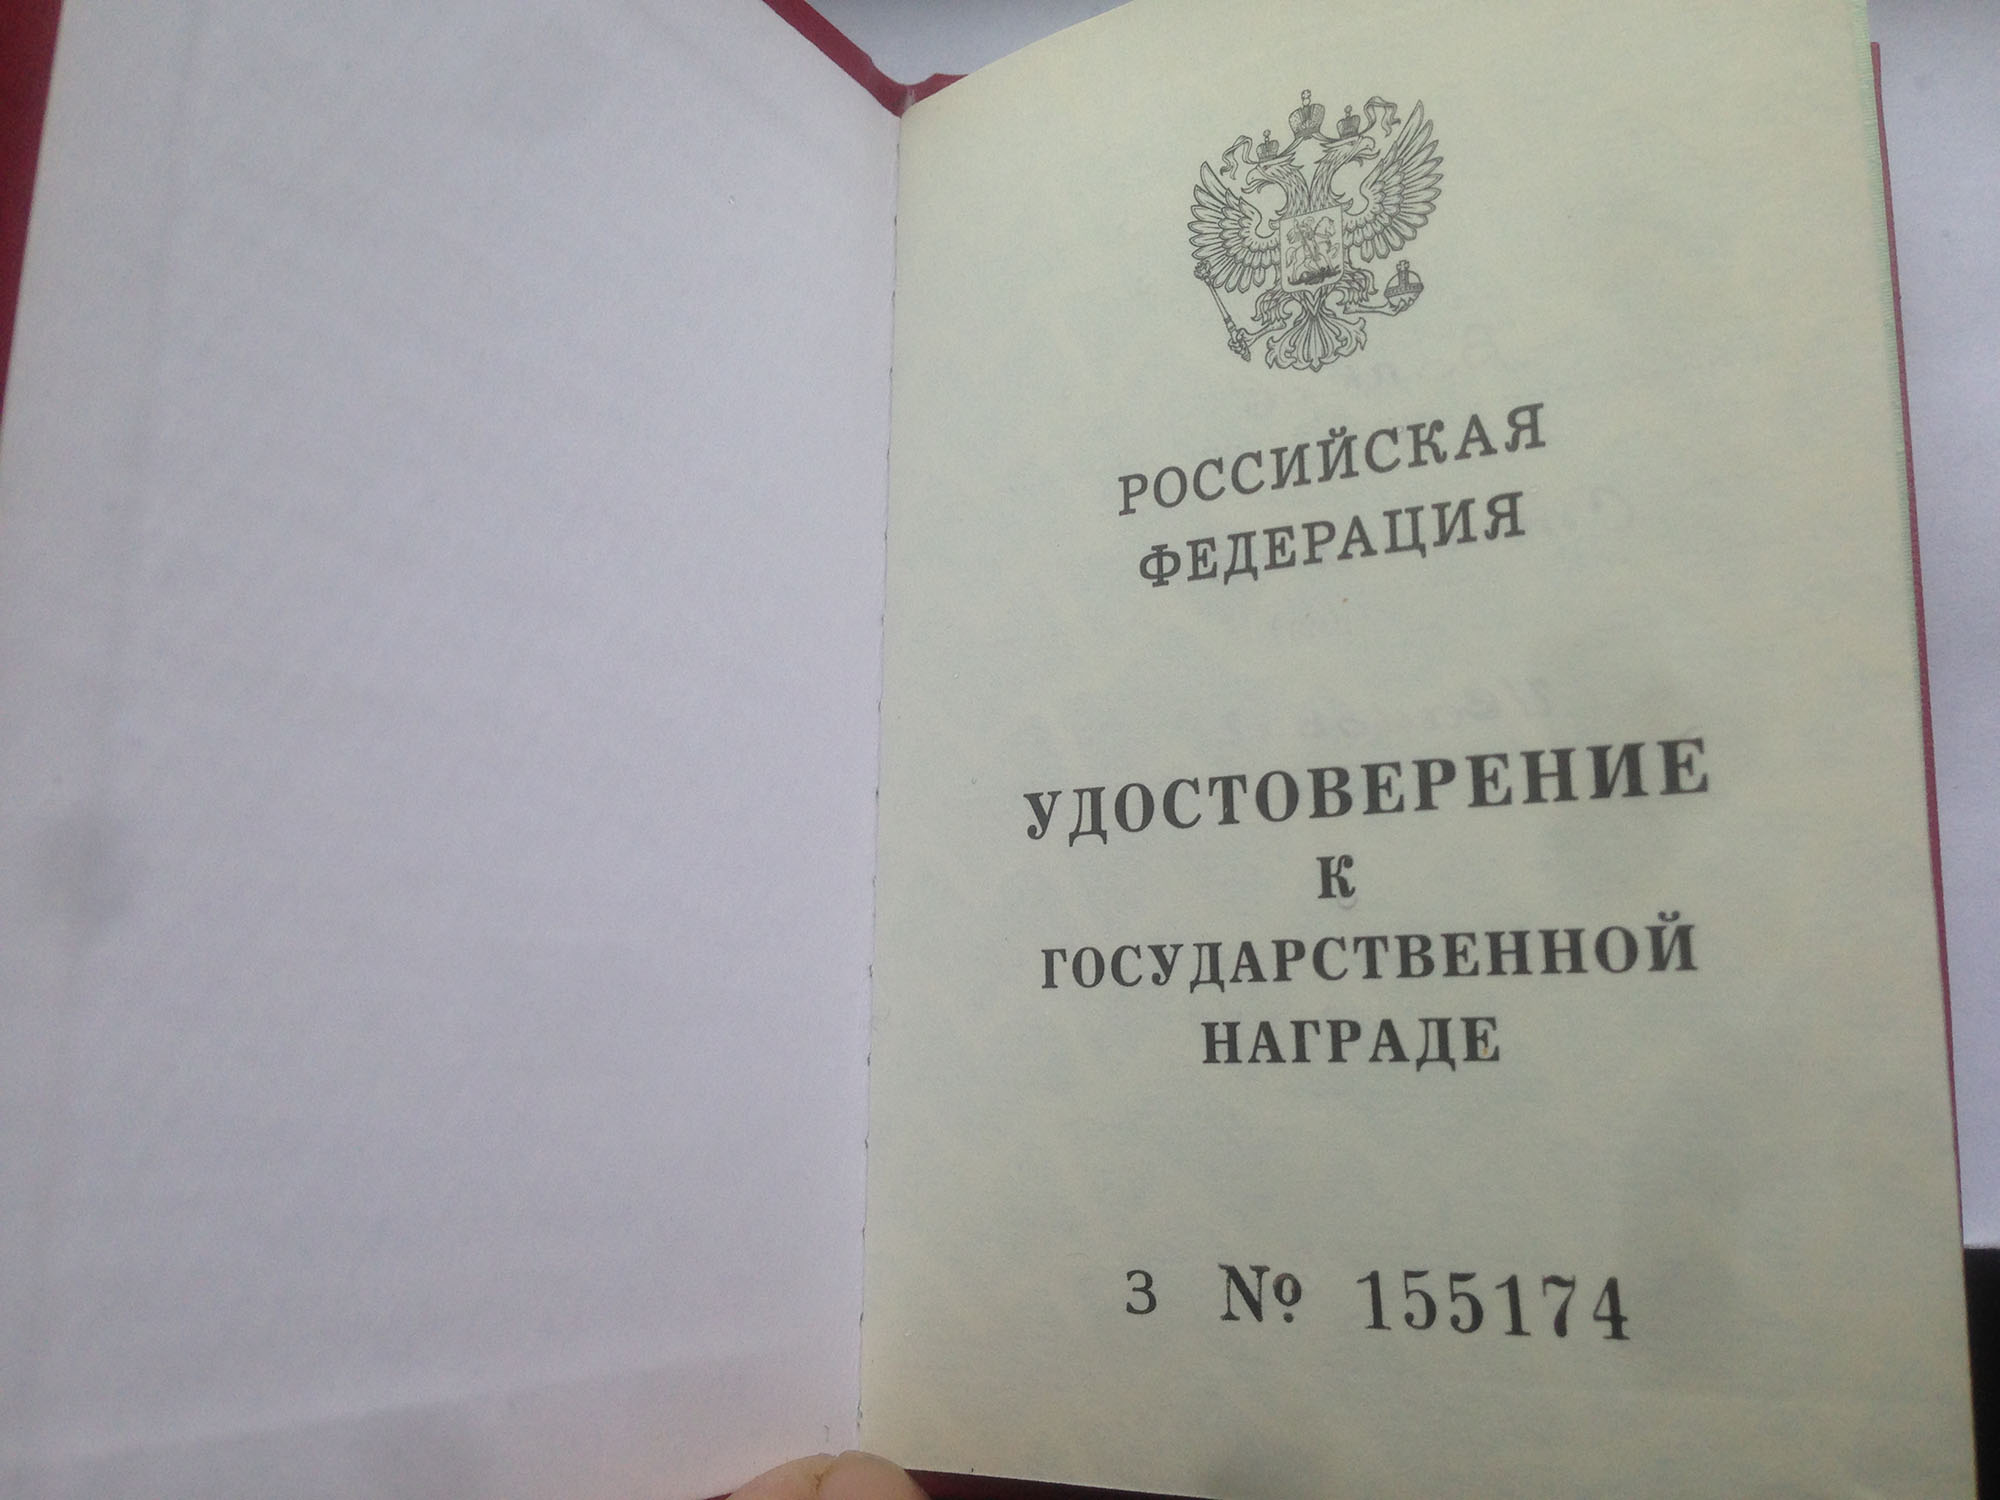 РОССИЙСКАЯ
ФЕДЕРАЦИЯ
УДОСТОВЕРЕНИЕ
К
ГОСУДАРСТВЕННОЙ
НАГРАДЕ
З № 155174